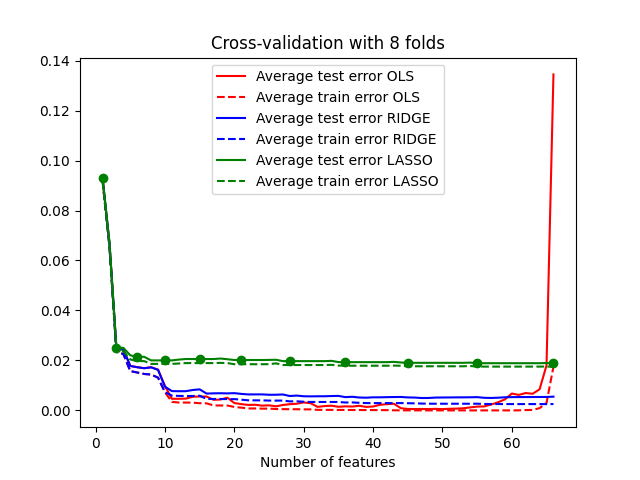 Cross-validation with 8 folds
0.14
0.12
0.10
0.08
0.06
0.04
0.02
0.00
Average test error OLS
Average train error OLS
Average test error RIDGE
Average train error RIDGE
Average test error LASSO
Average train error LASSO
0 10 20 30 40 50 60
Number of features